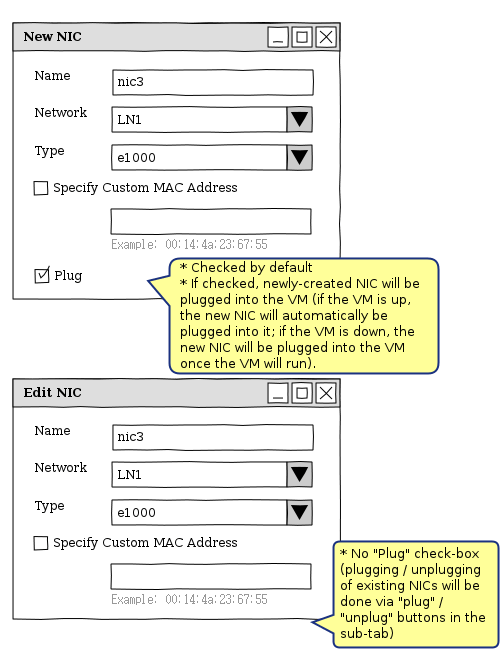 New NIC
Name
nic3
Network
LN1
Type
e1000
Specify Custom MAC Address
Example: 00:14:4a:23:67:55
Plug
* Checked by default
* If checked, newly-created NIC will be
plugged into the VM (if the VM is up,
the new NIC will automatically be
plugged into it; if the VM is down, the
new NIC will be plugged into the VM
once the VM will run).
Edit NIC
Name
nic3
Network
LN1
Type
e1000
Specify Custom MAC Address
Example: 00:14:4a:23:67:55
* No "Plug" check-box
(plugging / unplugging
of existing NICs will be
done via "plug" /
"unplug" buttons in the
sub-tab)